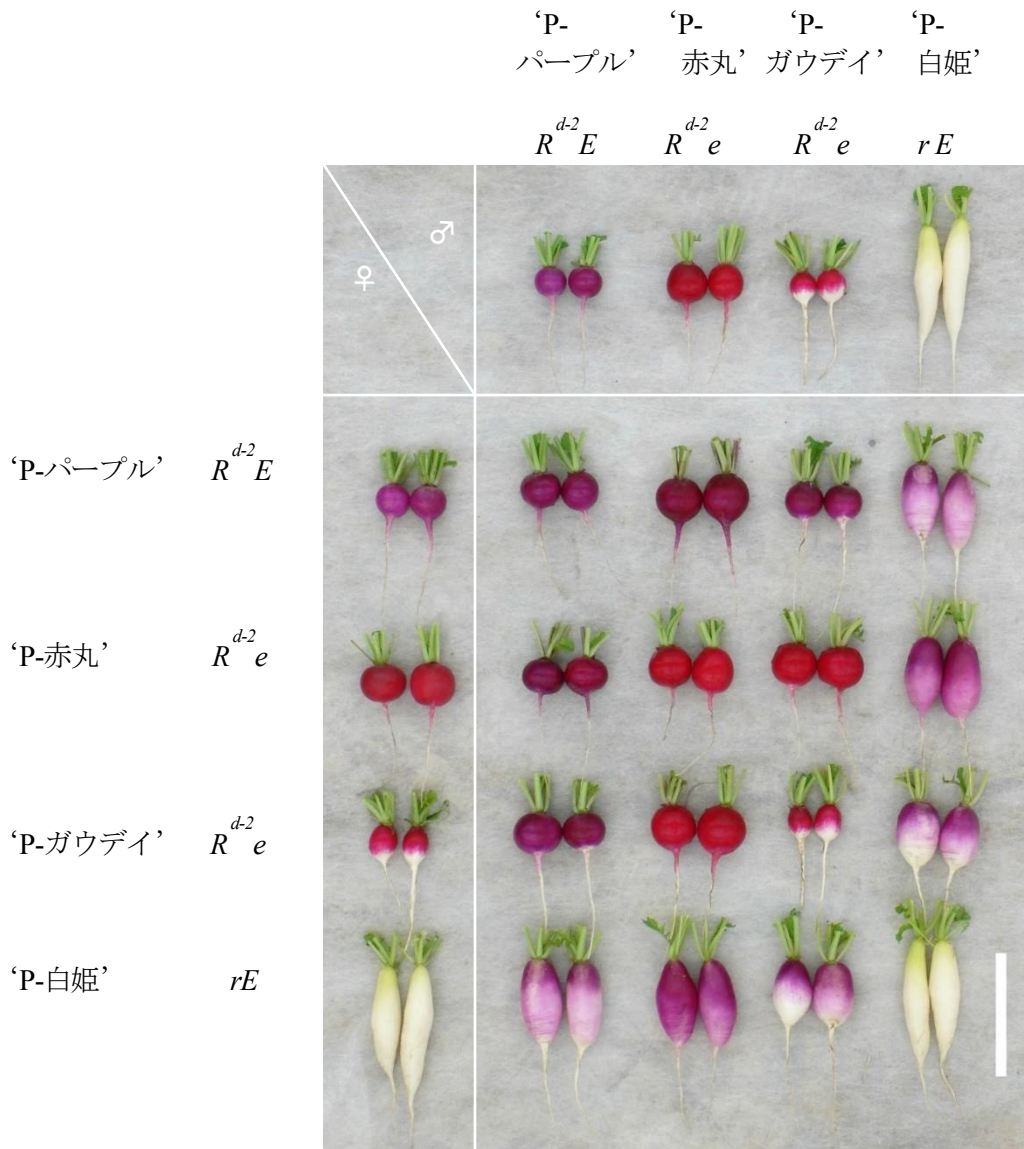 ‘P-パープル’ ‘P-赤丸’ ‘P-ガウデイ’ ‘P-白姫’
R^{d-2}E R^{d-2}e R^{d-2}e rE
♂
♀
‘P-パープル’ R^{d-2}E
‘P-赤丸’ R^{d-2}e
‘P-ガウデイ’ R^{d-2}e
‘P-白姫’ rE